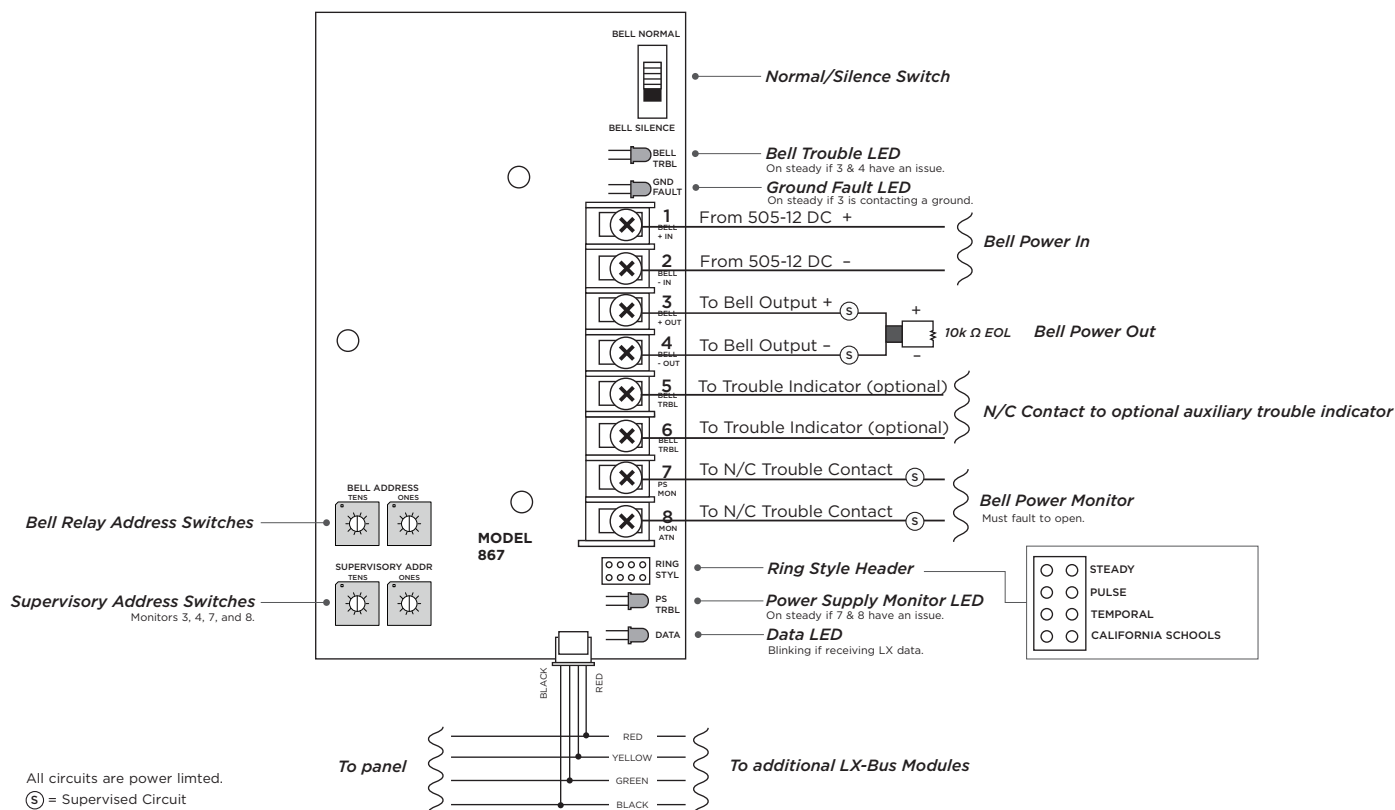 BELL NORMAL
Normal/Silence Switch
BELL SILENCE
BELL TRBL
Bell Trouble LED
On steady if 3 & 4 have an issue.
GND FAULT
Ground Fault LED
On steady if 3 is contacting a ground.
1
BELL
+ IN
From 505-12 DC +
Bell Power In
2
BELL
- IN
From 505-12 DC –
3
BELL
+ OUT
To Bell Output +
S
+
10k Ω EOL
Bell Power Out
4
BELL
- OUT
To Bell Output –
S
–
5
BELL
TRBL
To Trouble Indicator (optional)
N/C Contact to optional auxiliary trouble indicator
6
BELL
TRBL
To Trouble Indicator (optional)
7
PS
MON
To N/C Trouble Contact
S
Bell Power Monitor
Must fault to open.
8
MON
ATN
To N/C Trouble Contact
S
BELL ADDRESS
TENS ONES
Bell Relay Address Switches
MODEL
867
SUPERVISORY ADDR
TENS ONES
Supervisory Address Switches
Monitors 3, 4, 7, and 8.
RING
STYL
Ring Style Header
PS
TRBL
Power Supply Monitor LED
On steady if 7 & 8 have an issue.
DATA
Data LED
Blinking if receiving LX data.
STEADY
PULSE
TEMPORAL
CALIFORNIA SCHOOLS
BLACK
RED
RED
YELLOW
GREEN
BLACK
To panel
To additional LX-Bus Modules
All circuits are power limted.
S = Supervised Circuit